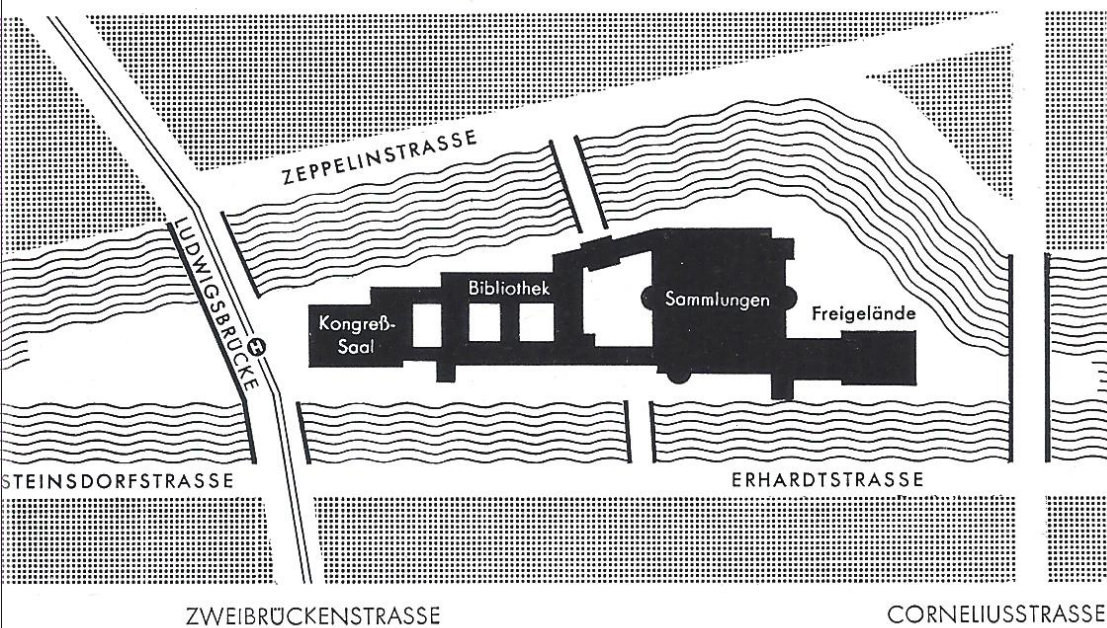 ZEPPELINSTRASSE
LUDWIGSBRÜCKE
H
Bibliothek
Kongreß-
Saal
Sammlungen
Freigelände
STEINSDORFSTRASSE
ERHARDTSTRASSE
ZWEIBRÜCKENSTRASSE
CORNELIUSSTRASSE